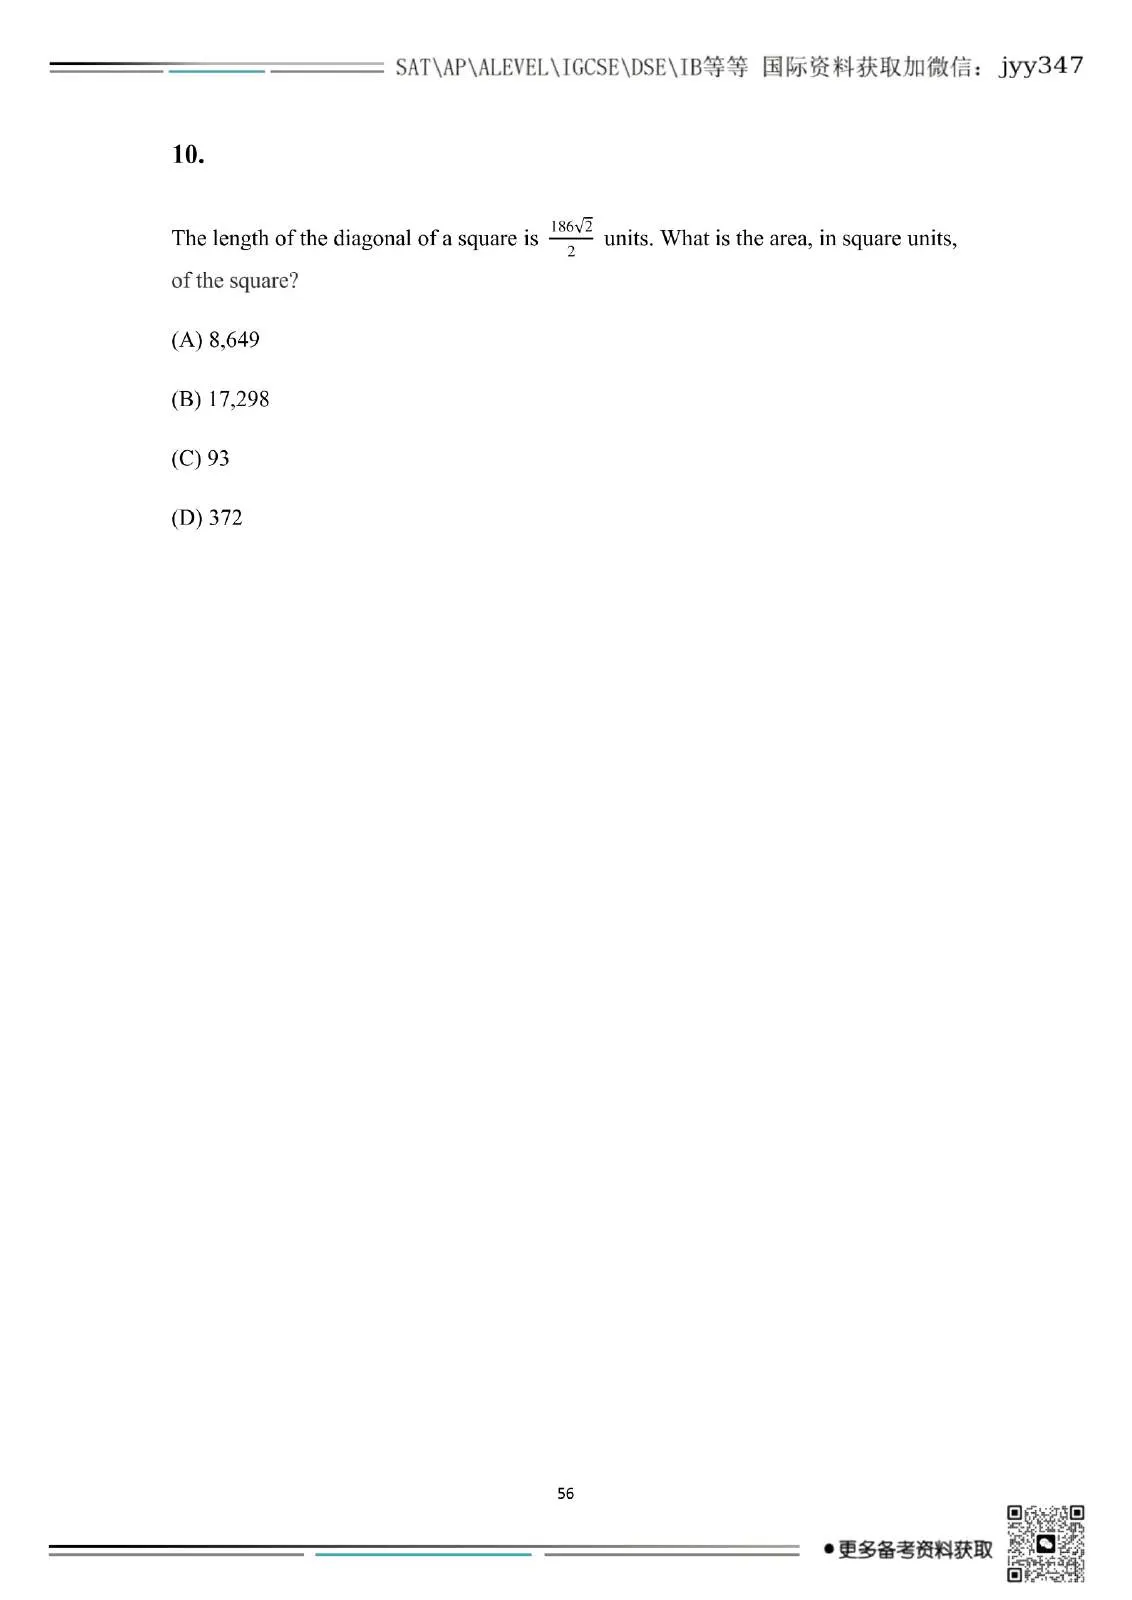 SAT\AP\ALEVEL\IGCSE\DSE\IB等等 国际资料获取加微信：jyy347
10.
The length of the diagonal of a square is $\frac{186\sqrt{2}}{2}$ units. What is the area, in square units,
of the square?
(A) 8,649
(B) 17,298
(C) 93
(D) 372
56
●更多备考资料获取